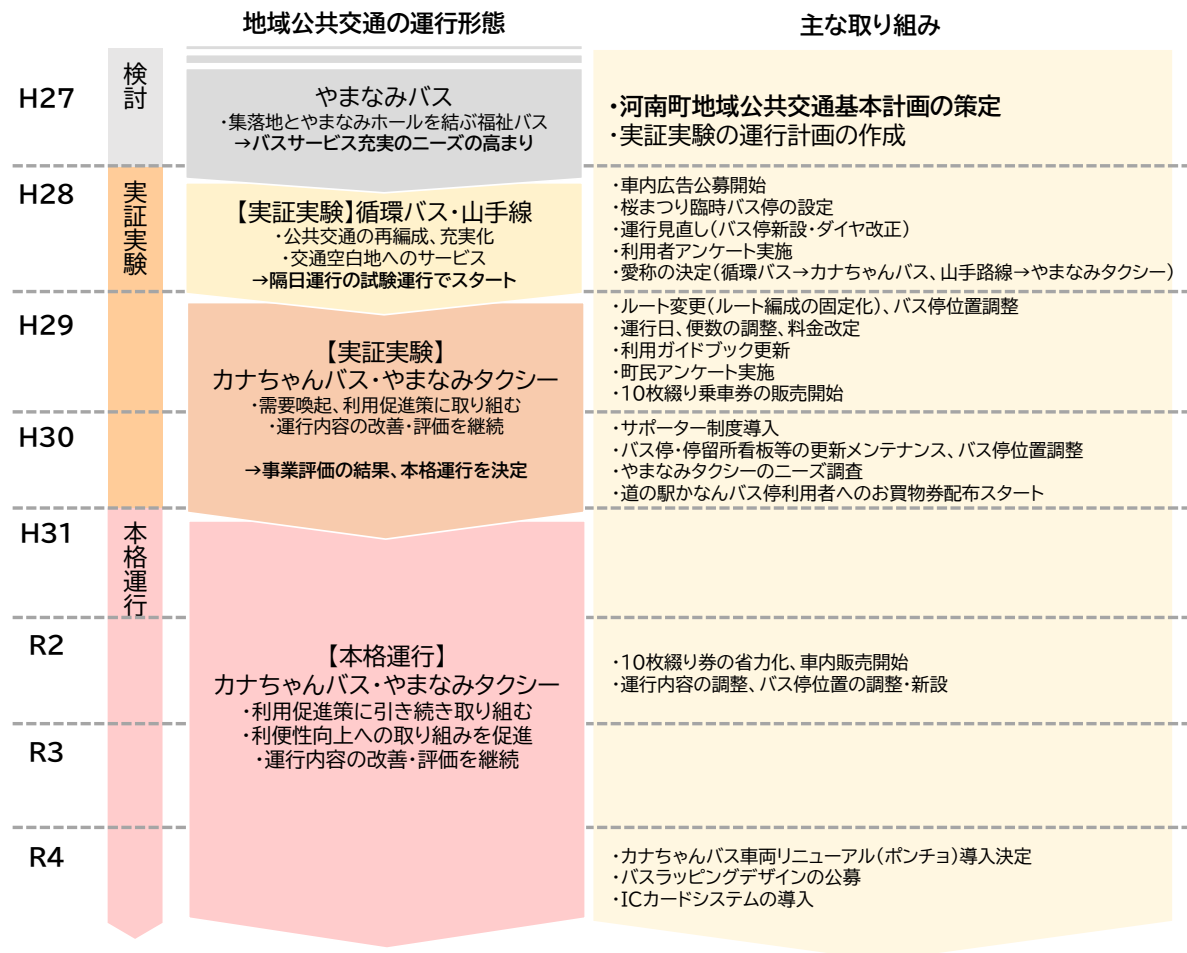 地域公共交通の運行形態
主な取り組み
H27
検討
やまなみバス
・集落地とやまなみホールを結ぶ福祉バス
→バスサービス充実のニーズの高まり
・河南町地域公共交通基本計画の策定
・実証実験の運行計画の作成
H28
実証実験
【実証実験】循環バス・山手線
・公共交通の再編成、充実化
・交通空白地へのサービス
→隔日運行の試験運行でスタート
・車内広告公募開始
・桜まつり臨時バス停の設定
・運行見直し（バス停新設・ダイヤ改正）
・利用者アンケート実施
・愛称の決定（循環バス→カナちゃんバス、山手路線→やまなみタクシー）
H29
【実証実験】
カナちゃんバス・やまなみタクシー
・需要喚起、利用促進策に取り組む
・運行内容の改善・評価を継続
→事業評価の結果、本格運行を決定
・ルート変更（ルート編成の固定化）、バス停位置調整
・運行日、便数の調整、料金改定
・利用ガイドブック更新
・町民アンケート実施
・10枚綴り乗車券の販売開始
H30
・サポーター制度導入
・バス停・停留所看板等の更新メンテナンス、バス停位置調整
・やまなみタクシーのニーズ調査
・道の駅かなんバス停利用者へのお買物券配布スタート
H31
本格運行
R2
【本格運行】
カナちゃんバス・やまなみタクシー
・利用促進策に引き続き取り組む
・利便性向上への取り組みを促進
・運行内容の改善・評価を継続
・10枚綴り券の省力化、車内販売開始
・運行内容の調整、バス停位置の調整・新設
R3
R4
・カナちゃんバス車両リニューアル（ポンチョ）導入決定
・バスラッピングデザインの公募
・ICカードシステムの導入